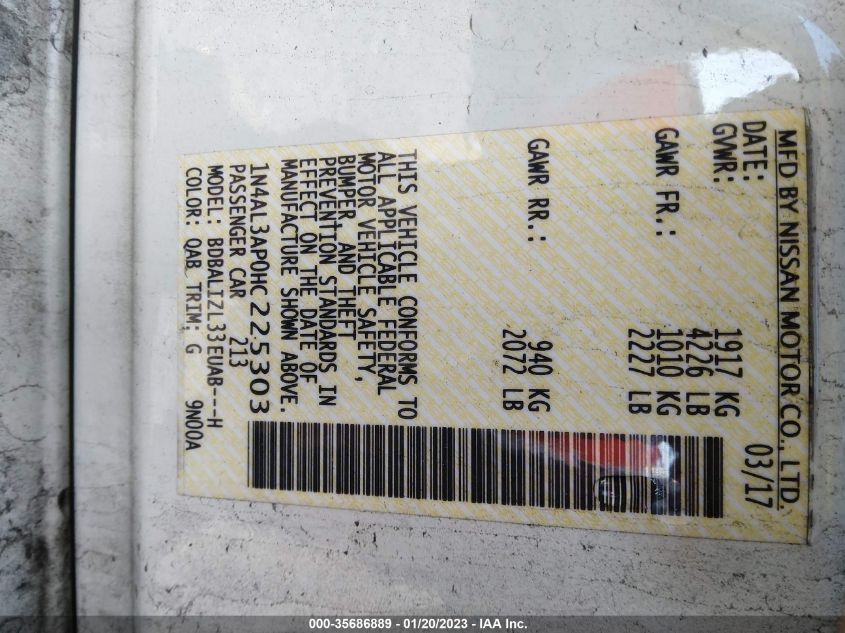 MFD BY NISSAN MOTOR CO., LTD.
DATE: 03/17
GVWR: 1917 KG
4226 LB
GAWR FR.: 1010 KG
2227 LB
GAWR RR.: 940 KG
2072 LB
THIS VEHICLE CONFORMS TO
ALL APPLICABLE FEDERAL
MOTOR VEHICLE SAFETY,
BUMPER, AND THEFT
PREVENTION STANDARDS IN
EFFECT ON THE DATE OF
MANUFACTURE SHOWN ABOVE.
1N4AL3AP0HC225303
PASSENGER CAR 213
MODEL: BDBALIZL33EUAB---H
COLOR: QAB TRIM: G 9N00A
000-35686889 - 01/20/2023 - IAA Inc.